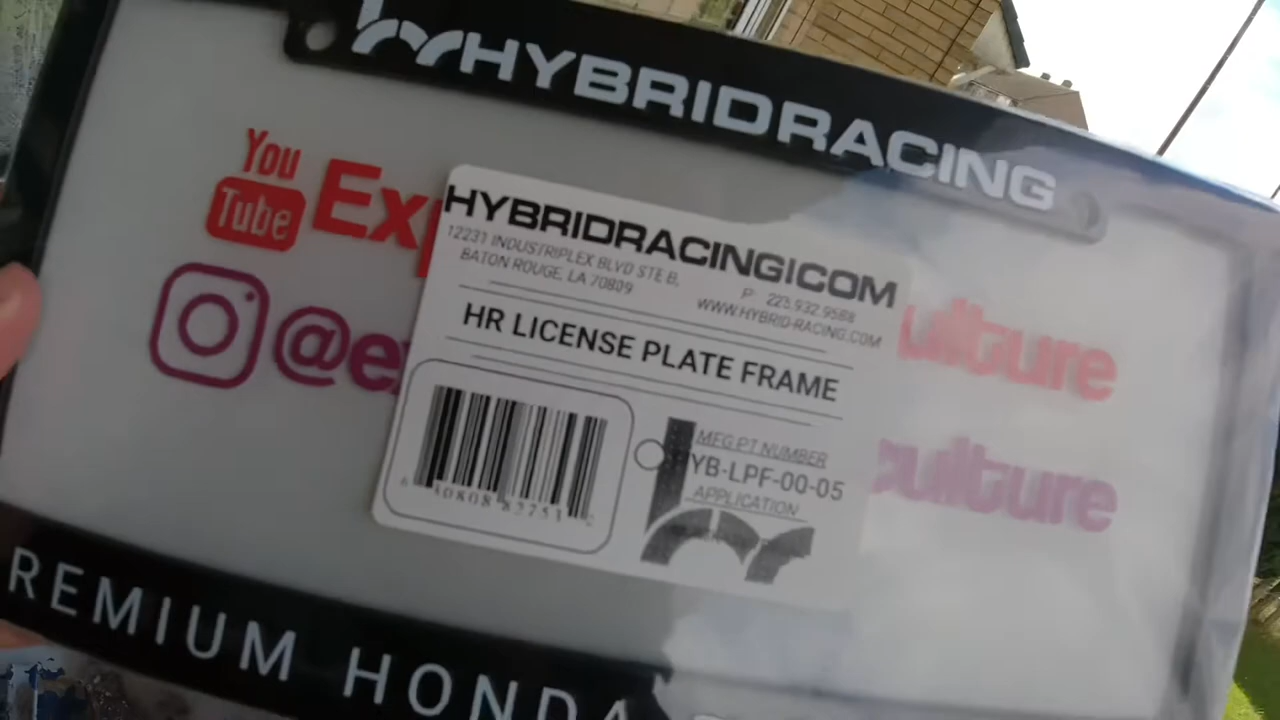 HYBRIDRACING
You
Tube
Exp
culture
@ex
culture
HYBRIDRACING|COM
12231 INDUSTRIPLEX BLVD STE B,
BATON ROUGE, LA 70809
P: 225.932.9588
WWW.HYBRID-RACING.COM
HR LICENSE PLATE FRAME
MFG PT NUMBER
YB-LPF-00-05
APPLICATION
REMIUM HONDA